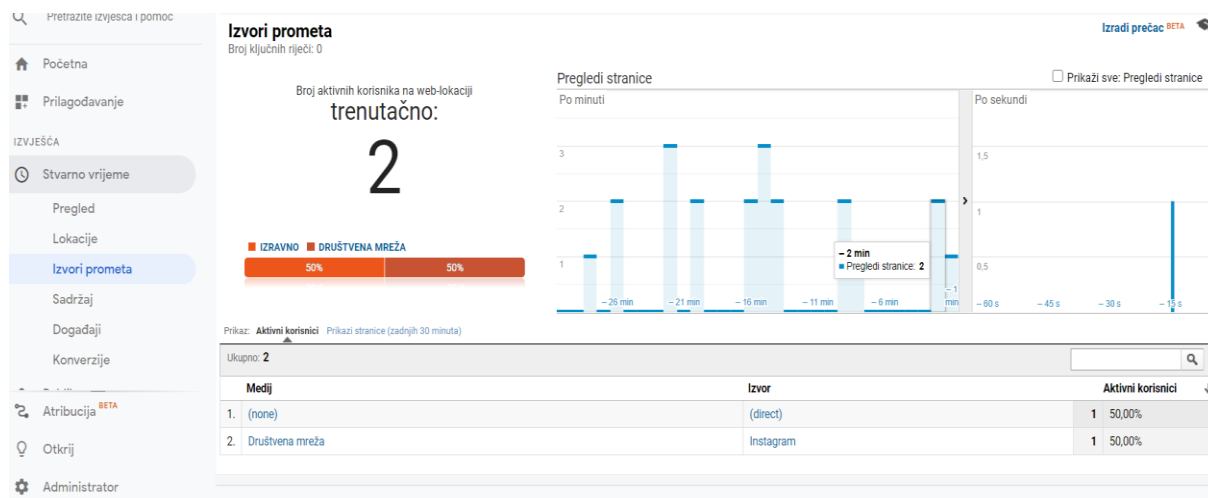 Pretražite izvješća i pomoć
Početna
Prilagođavanje
IZVJEŠĆA
Stvarno vrijeme
Pregled
Lokacije
Izvori prometa
Sadržaj
Događaji
Konverzije
Atribucija BETA
Otkrij
Administrator
Izvori prometa
Broj ključnih riječi: 0
Izradi prečac BETA
Broj aktivnih korisnika na web-lokaciji
trenutačno:
2
IZRAVNO DRUŠTVENA MREŽA
50% 50%
Pregledi stranice
Prikaži sve: Pregledi stranice
Po minuti
3
2
1
– 2 min
Pregledi stranice: 2
– 26 min – 21 min – 16 min – 11 min – 6 min – 1 min
Po sekundi
1,5
1
0,5
– 60 s – 45 s – 30 s – 15 s
Prikaz: Aktivni korisnici Prikazi stranice (zadnjih 30 minuta)
Ukupno: 2
Medij Izvor Aktivni korisnici
1. (none) (direct) 1 50,00%
2. Društvena mreža Instagram 1 50,00%